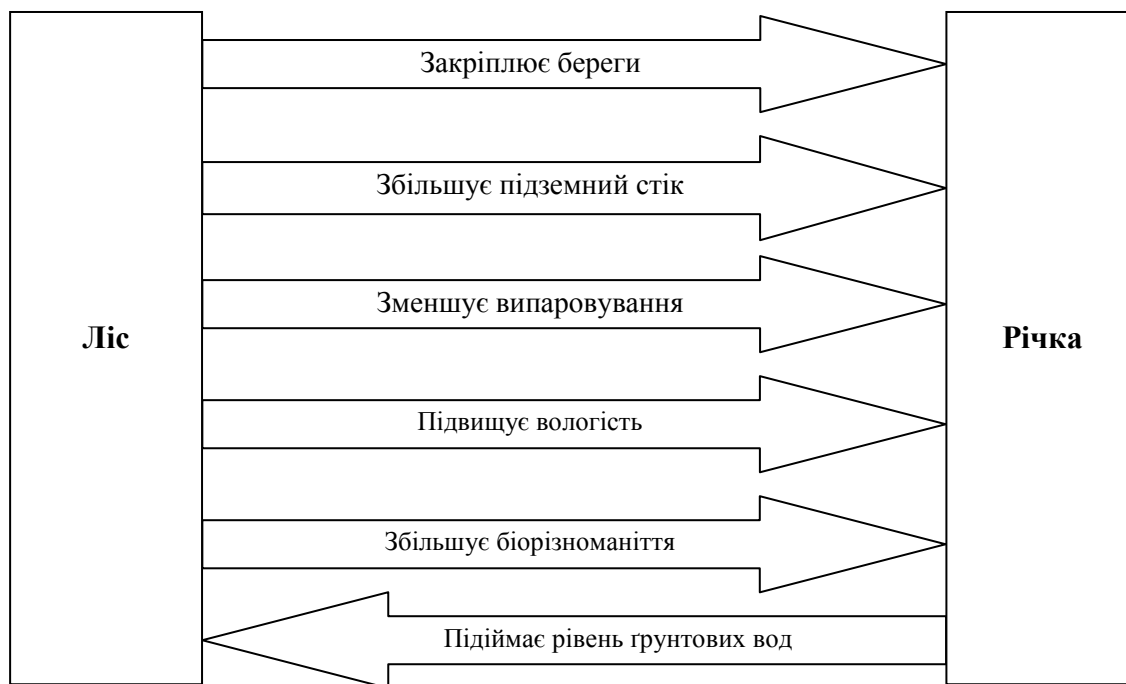 Закріплює береги
Збільшує підземний стік
Зменшує випаровування
Ліс
Річка
Підвищує вологість
Збільшує біорізноманіття
Підіймає рівень ґрунтових вод